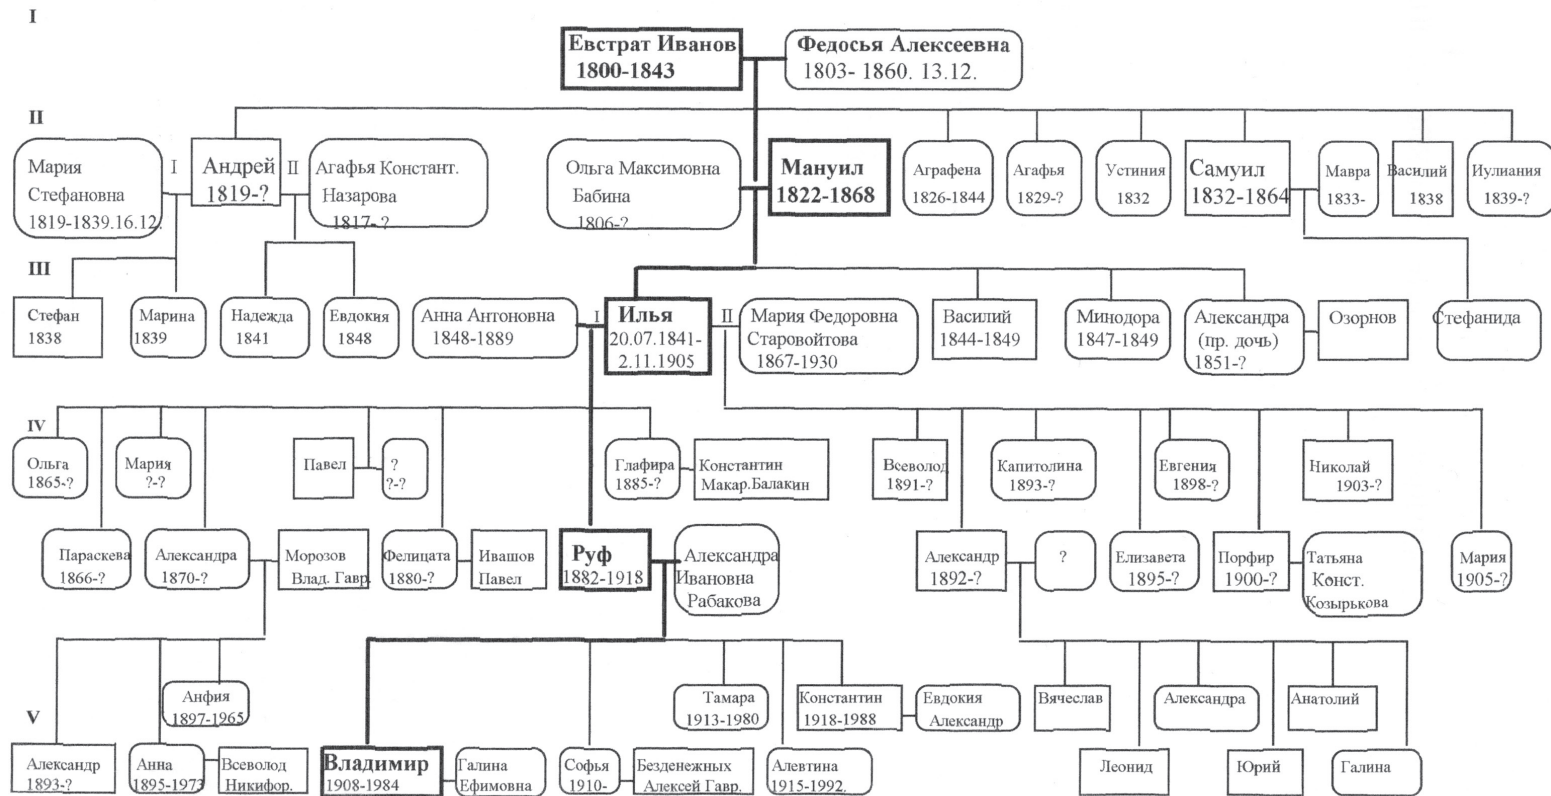 I
Евстрат Иванов
1800-1843
Федосья Алексеевна
1803- 1860. 13.12.
II
Мария
Стефановна
1819-1839.16.12.
I
Андрей
1819-?
II
Агафья Констант.
Назарова
1817-?
Ольга Максимовна
Бабина
1806-?
Мануил
1822-1868
Аграфена
1826-1844
Агафья
1829-?
Устиния
1832
Самуил
1832-1864
Мавра
1833-
Василий
1838
Иулиания
1839-?
III
Стефан
1838
Марина
1839
Надежда
1841
Евдокия
1848
Анна Антоновна
1848-1889
I
Илья
20.07.1841-
2.11.1905
II
Мария Федоровна
Старовойтова
1867-1930
Василий
1844-1849
Минодора
1847-1849
Александра
(пр. дочь)
1851-?
Озорнов
Стефанида
IV
Ольга
1865-?
Мария
?-?
Павел
?
?-?
Глафира
1885-?
Константин
Макар.Балакин
Всеволод
1891-?
Капитолина
1893-?
Евгения
1898-?
Николай
1903-?
Параскева
1866-?
Александра
1870-?
Морозов
Влад. Гавр.
Фелицата
1880-?
Ивашов
Павел
Руф
1882-1918
Александра
Ивановна
Рабакова
Александр
1892-?
?
Елизавета
1895-?
Порфир
1900-?
Татьяна
Конст.
Козырькова
Мария
1905-?
V
Анфия
1897-1965
Тамара
1913-1980
Константин
1918-1988
Евдокия
Александр
Вячеслав
Александра
Анатолий
Александр
1893-?
Анна
1895-1973
Всеволод
Никифор.
Владимир
1908-1984
Галина
Ефимовна
Софья
1910-
Безденежных
Алексей Гавр.
Алевтина
1915-1992.
Леонид
Юрий
Галина